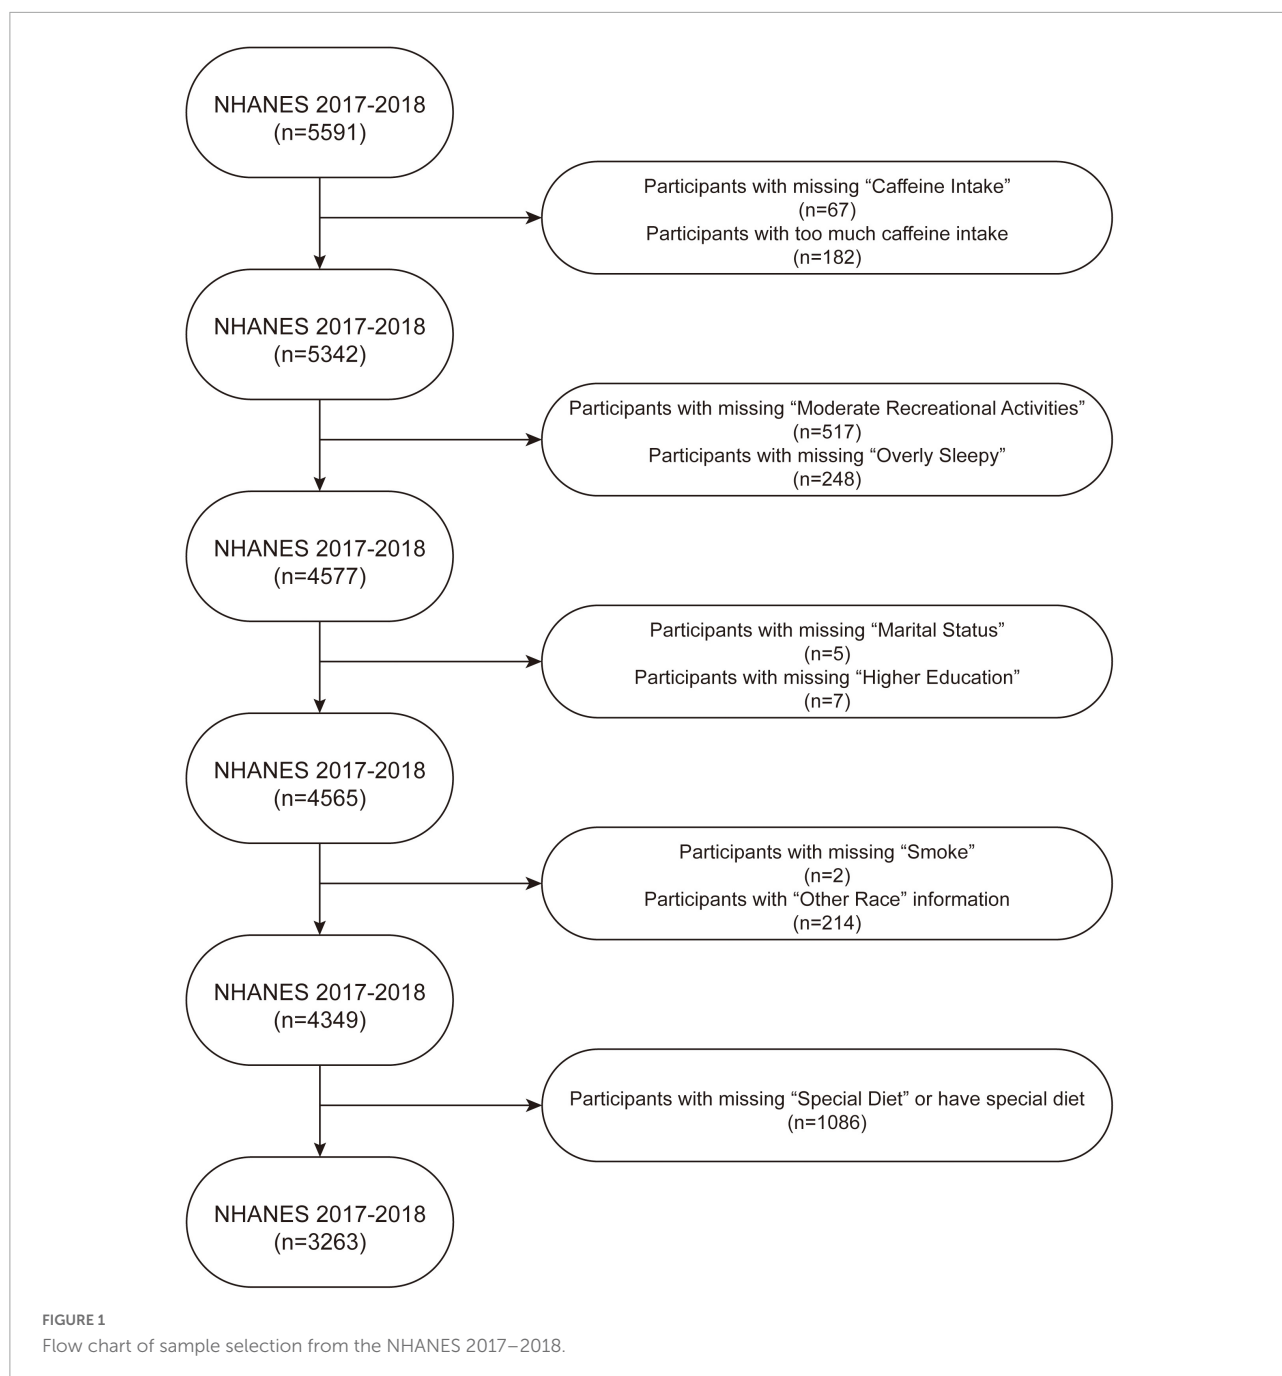 NHANES 2017-2018
(n=5591)
Participants with missing “Caffeine Intake”
(n=67)
Participants with too much caffeine intake
(n=182)
NHANES 2017-2018
(n=5342)
Participants with missing “Moderate Recreational Activities”
(n=517)
Participants with missing “Overly Sleepy”
(n=248)
NHANES 2017-2018
(n=4577)
Participants with missing “Marital Status”
(n=5)
Participants with missing “Higher Education”
(n=7)
NHANES 2017-2018
(n=4565)
Participants with missing “Smoke”
(n=2)
Participants with “Other Race” information
(n=214)
NHANES 2017-2018
(n=4349)
Participants with missing “Special Diet” or have special diet
(n=1086)
NHANES 2017-2018
(n=3263)
FIGURE 1
Flow chart of sample selection from the NHANES 2017–2018.